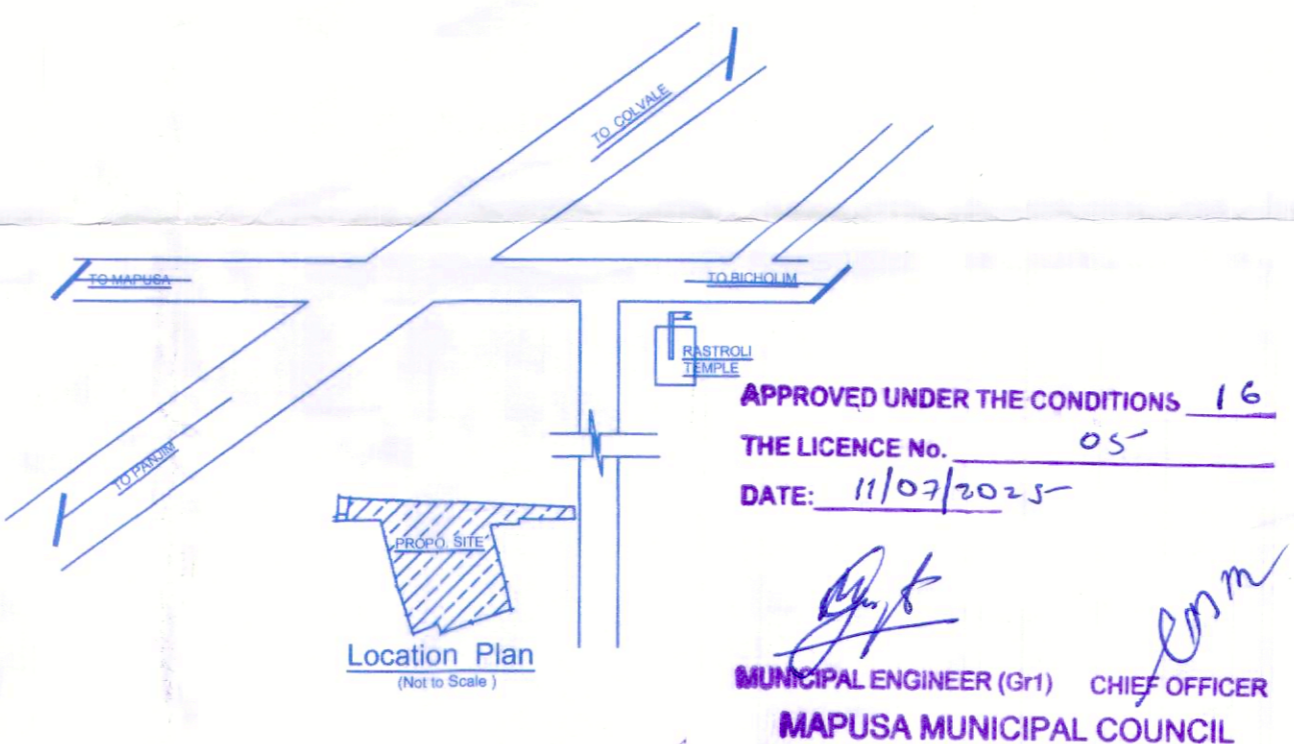 TO COLVALE
TO MAPUSA
TO BICHOLIM
RASTROLI
TEMPLE
TO PANJIM
PROPO. SITE
Location Plan
(Not to Scale )
APPROVED UNDER THE CONDITIONS 16
THE LICENCE No. 05
DATE: 11/07/2025
MUNICIPAL ENGINEER (Gr1) CHIEF OFFICER
MAPUSA MUNICIPAL COUNCIL